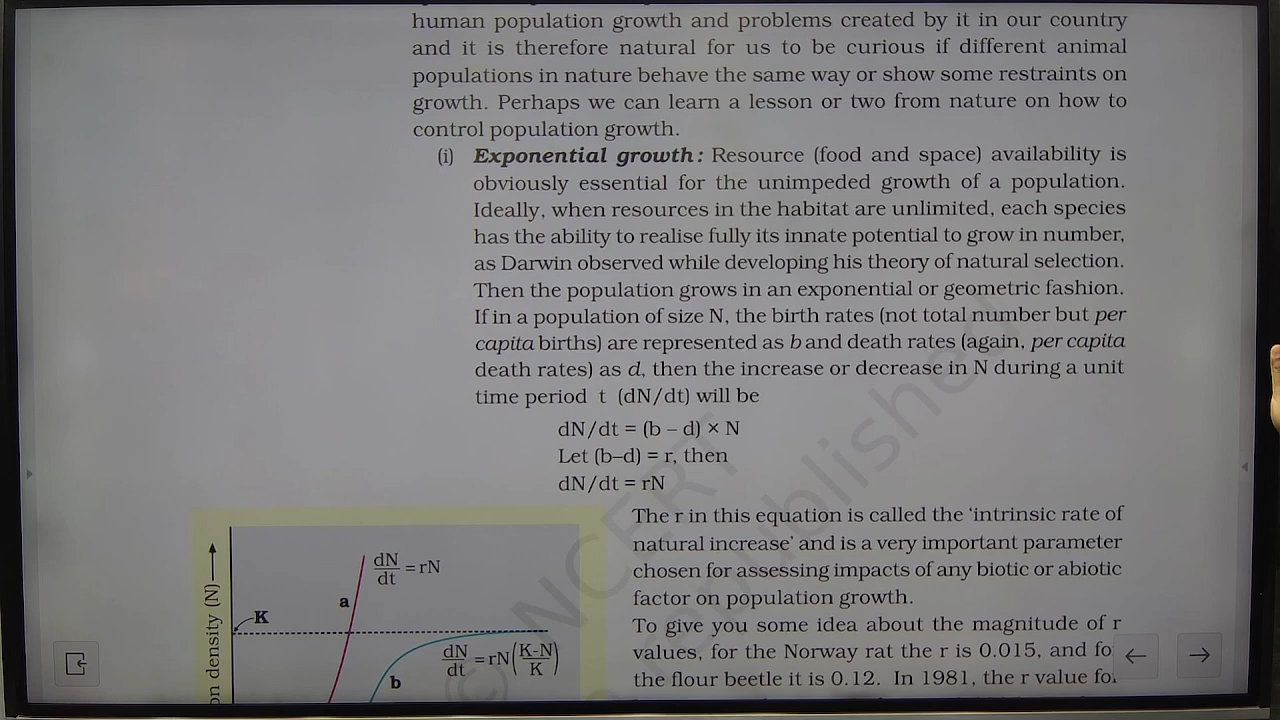 human population growth and problems created by it in our country
and it is therefore natural for us to be curious if different animal
populations in nature behave the same way or show some restraints on
growth. Perhaps we can learn a lesson or two from nature on how to
control population growth.
(i) Exponential growth: Resource (food and space) availability is
obviously essential for the unimpeded growth of a population.
Ideally, when resources in the habitat are unlimited, each species
has the ability to realise fully its innate potential to grow in number,
as Darwin observed while developing his theory of natural selection.
Then the population grows in an exponential or geometric fashion.
If in a population of size N, the birth rates (not total number but per
capita births) are represented as b and death rates (again, per capita
death rates) as d, then the increase or decrease in N during a unit
time period t (dN/dt) will be
dN/dt = (b – d) × N
Let (b–d) = r, then
dN/dt = rN
The r in this equation is called the ‘intrinsic rate of
natural increase’ and is a very important parameter
chosen for assessing impacts of any biotic or abiotic
factor on population growth.
To give you some idea about the magnitude of r
values, for the Norway rat the r is 0.015, and fo
the flour beetle it is 0.12. In 1981, the r value for
on density (N)
K
a
dN/dt = rN
b
dN/dt = rN(K-N/K)
© NCERT
published